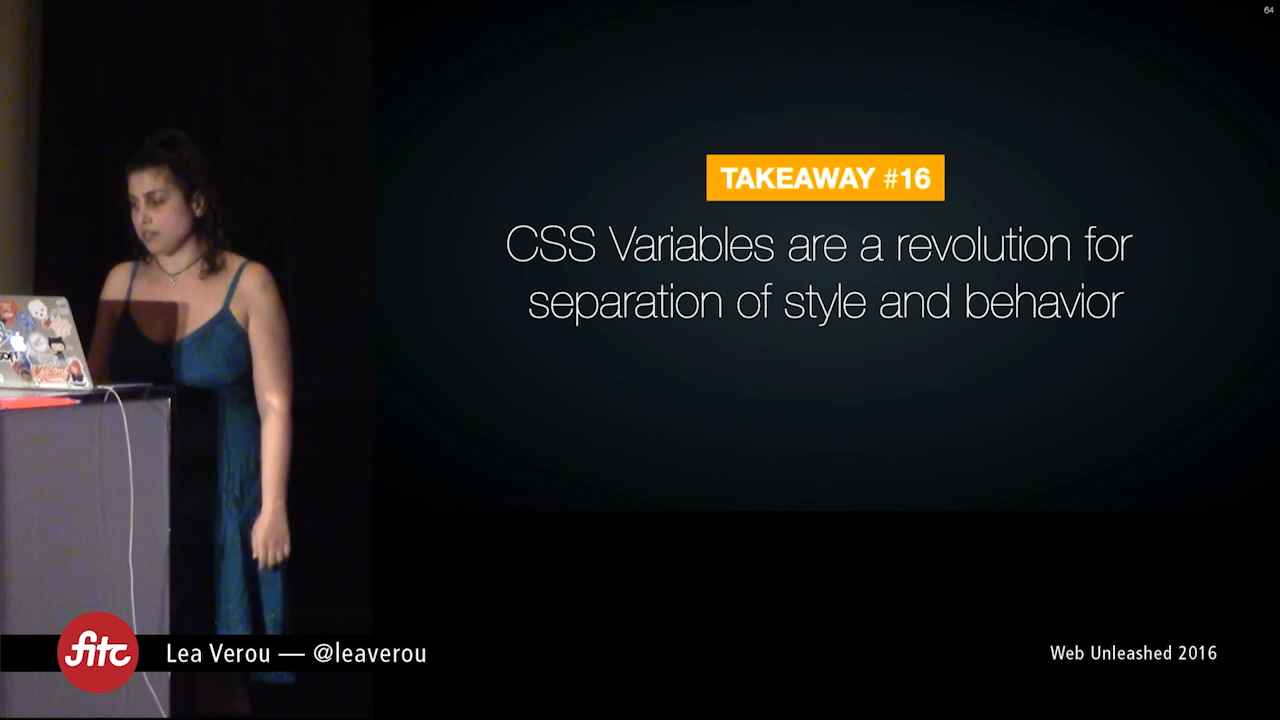 64
TAKEAWAY #16
CSS Variables are a revolution for
separation of style and behavior
fitc
Lea Verou — @leaverou
Web Unleashed 2016